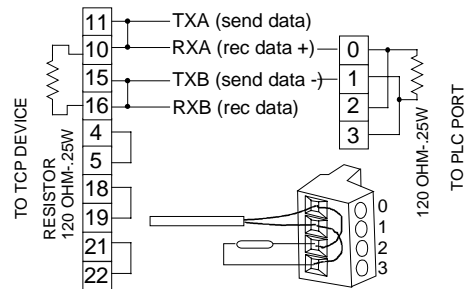 11 TXA (send data)
10 RXA (rec data +) 0
15 TXB (send data -) 1
16 RXB (rec data) 2
3
4
5
18
19
21
22
TO TCP DEVICE
RESISTOR
120 OHM-.25W
120 OHM-.25W
TO PLC PORT
0
1
2
3